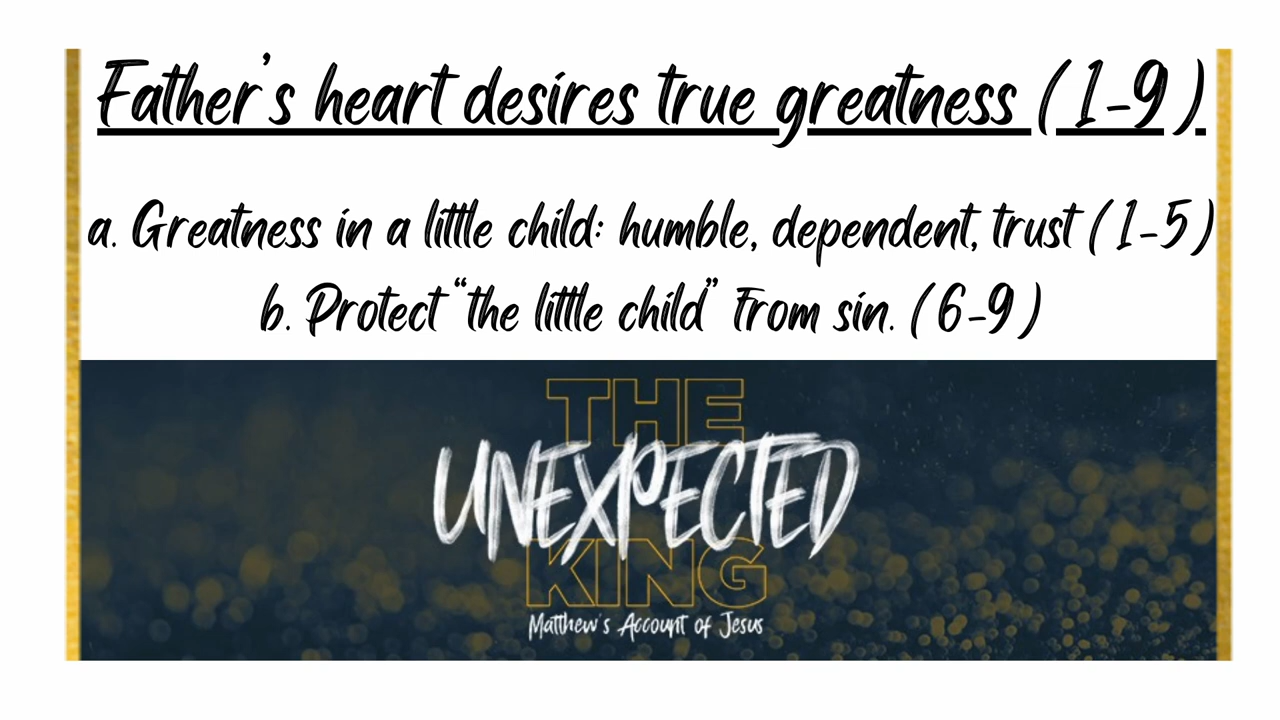 Father's heart desires true greatness (1-9).
a. Greatness in a little child: humble, dependent, trust (1-5)
b. Protect “the little child” from sin. (6-9)
THE
UNEXPECTED
KING
Matthew's Account of Jesus